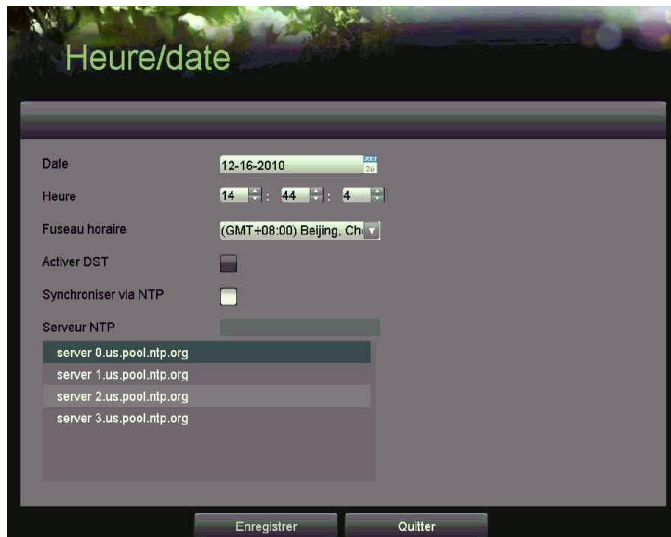 Heure/date
Date 12-16-2010 26
Heure 14 : 44 : 4
Fuseau horaire (GMT+08:00) Beijing, Ch
Activer DST
Synchroniser via NTP
Serveur NTP
server 0.us.pool.ntp.org
server 1.us.pool.ntp.org
server 2.us.pool.ntp.org
server 3.us.pool.ntp.org
Enregistrer Quitter